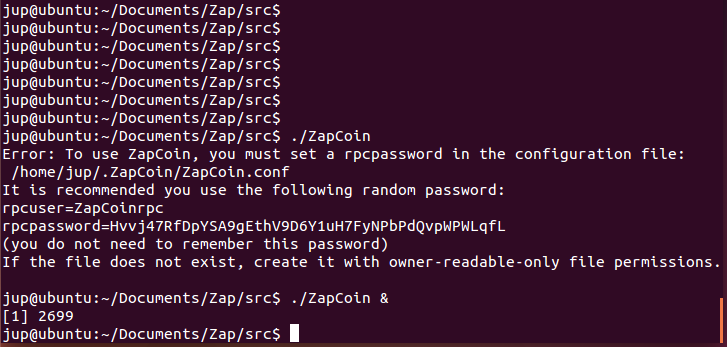 jup@ubuntu:~/Documents/Zap/src$
jup@ubuntu:~/Documents/Zap/src$
jup@ubuntu:~/Documents/Zap/src$
jup@ubuntu:~/Documents/Zap/src$
jup@ubuntu:~/Documents/Zap/src$
jup@ubuntu:~/Documents/Zap/src$
jup@ubuntu:~/Documents/Zap/src$
jup@ubuntu:~/Documents/Zap/src$ ./ZapCoin
Error: To use ZapCoin, you must set a rpcpassword in the configuration file:
 /home/jup/.ZapCoin/ZapCoin.conf
It is recommended you use the following random password:
rpcuser=ZapCoinrpc
rpcpassword=Hvvj47RfDpYSA9gEthV9D6Y1uH7FyNPbPdQvpWPWLqfL
(you do not need to remember this password)
If the file does not exist, create it with owner-readable-only file permissions.
jup@ubuntu:~/Documents/Zap/src$ ./ZapCoin &
[1] 2699
jup@ubuntu:~/Documents/Zap/src$